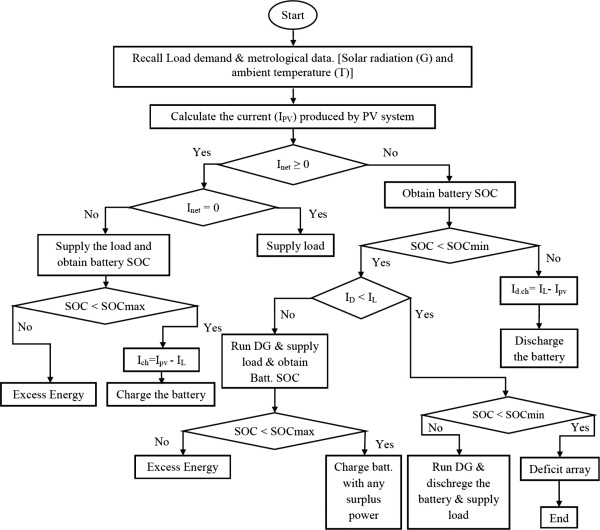 Start
Recall Load demand & metrological data. [Solar radiation (G) and
ambient temperature (T)]
Calculate the current (IPV) produced by PV system
Yes
Inet ≥ 0
No
Obtain battery SOC
Inet = 0
No
Yes
Supply the load and
obtain battery SOC
Supply load
SOC < SOCmin
Yes
No
SOC < SOCmax
ID < IL
Id.ch= IL- Ipv
No
Yes
No
Ich=Ipv - IL
Run DG & supply
load & obtain
Batt. SOC
Discharge
the battery
Excess Energy
Charge the battery
SOC < SOCmax
SOC < SOCmin
No
Yes
No
Yes
Excess Energy
Charge batt.
with any
surplus
power
Run DG &
dischrege the
battery & supply
load
Deficit array
End